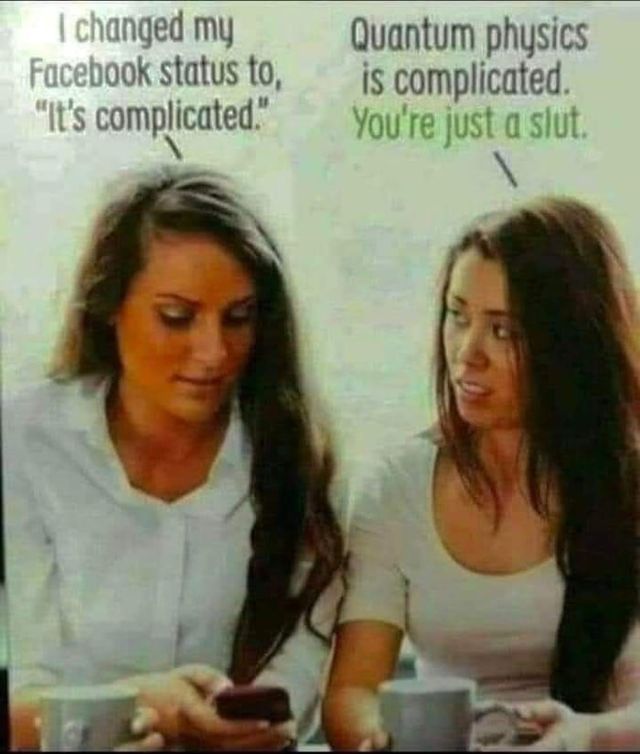 I changed my
Facebook status to,
"It's complicated."
Quantum physics
is complicated.
You're just a slut.